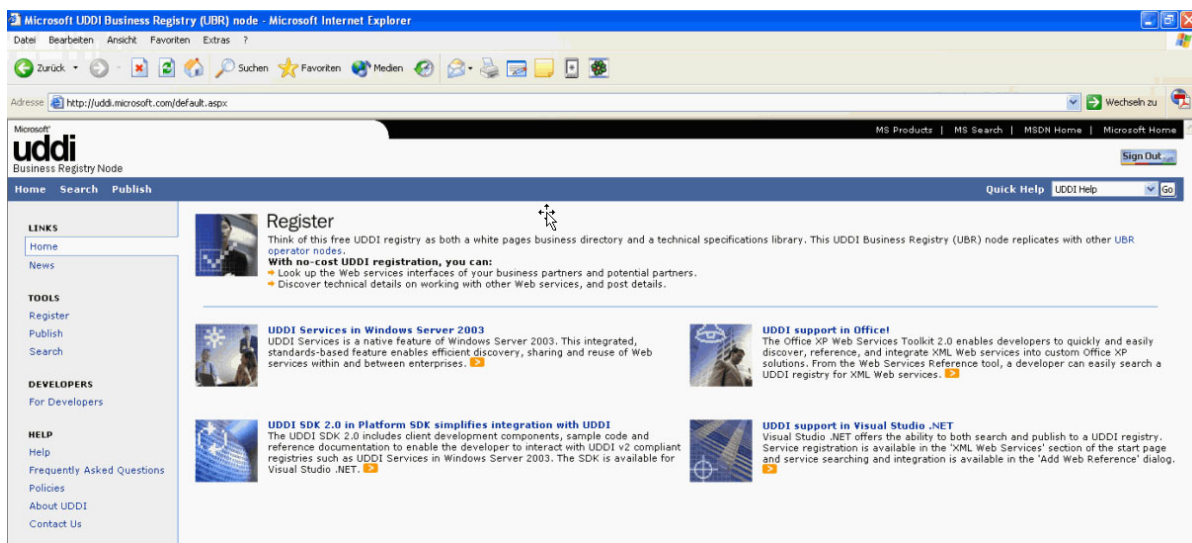 Microsoft UDDI Business Registry (UBR) node - Microsoft Internet Explorer
Datei Bearbeiten Ansicht Favoriten Extras ?
Zurück Suchen Favoriten Medien
Adresse http://uddi.microsoft.com/default.aspx Wechseln zu
Microsoft
uddi
Business Registry Node
MS Products | MS Search | MSDN Home | Microsoft Home
Sign Out
Home Search Publish
Quick Help UDDI Help Go
LINKS
Home
News
TOOLS
Register
Publish
Search
DEVELOPERS
For Developers
HELP
Help
Frequently Asked Questions
Policies
About UDDI
Contact Us
Register
Think of this free UDDI registry as both a white pages business directory and a technical specifications library. This UDDI Business Registry (UBR) node replicates with other UBR
operator nodes.
With no-cost UDDI registration, you can:
Look up the Web services interfaces of your business partners and potential partners.
Discover technical details on working with other Web services, and post details.
UDDI Services in Windows Server 2003
UDDI Services is a native feature of Windows Server 2003. This integrated,
standards-based feature enables efficient discovery, sharing and reuse of Web
services within and between enterprises.
UDDI support in Office!
The Office XP Web Services Toolkit 2.0 enables developers to quickly and easily
discover, reference, and integrate XML Web services into custom Office XP
solutions. From the Web Services Reference tool, a developer can easily search a
UDDI registry for XML Web services.
UDDI SDK 2.0 in Platform SDK simplifies integration with UDDI
The UDDI SDK 2.0 includes client development components, sample code and
reference documentation to enable the developer to interact with UDDI v2 compliant
registries such as UDDI Services in Windows Server 2003. The SDK is available for
Visual Studio .NET.
UDDI support in Visual Studio .NET
Visual Studio .NET offers the ability to both search and publish to a UDDI registry.
Service registration is available in the 'XML Web Services' section of the start page
and service searching and integration is available in the 'Add Web Reference' dialog.